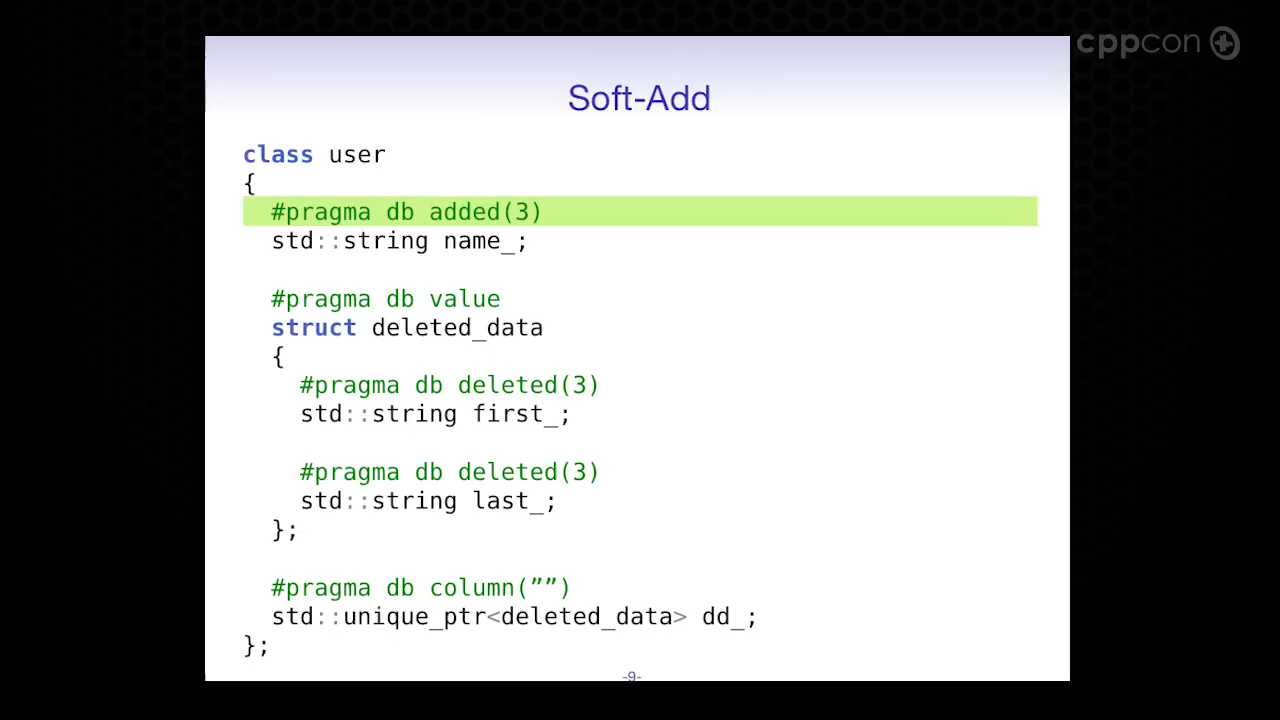 cppcon
Soft-Add
class user
{
#pragma db added(3)
std::string name_;
#pragma db value
struct deleted_data
{
#pragma db deleted(3)
std::string first_;
#pragma db deleted(3)
std::string last_;
};
#pragma db column(””)
std::unique_ptr<deleted_data> dd_;
};
-9-